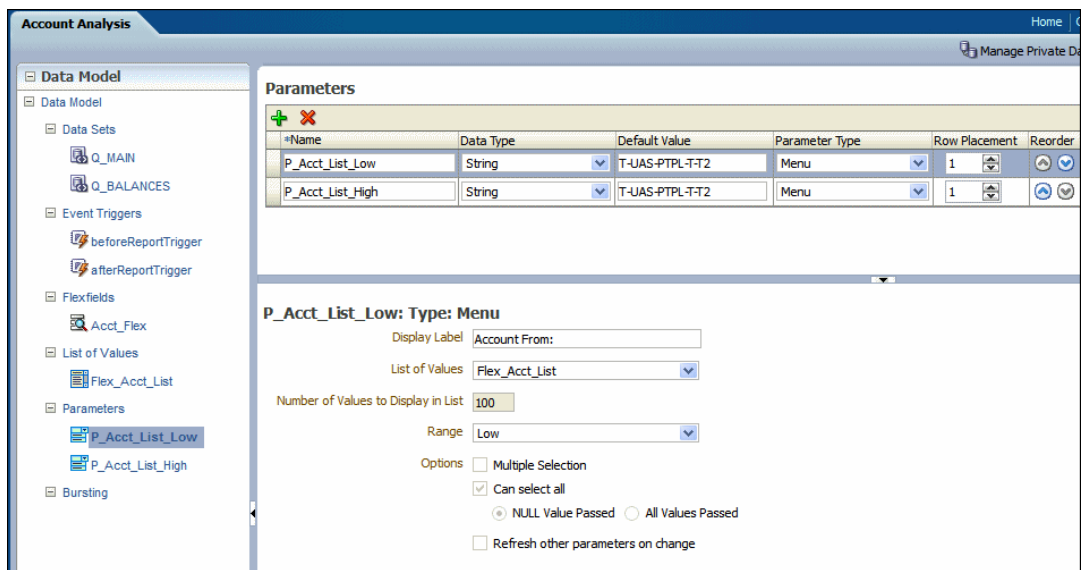 Account Analysis
Home
Manage Private Da
Data Model
Data Model
Data Sets
Q_MAIN
Q_BALANCES
Event Triggers
beforeReportTrigger
afterReportTrigger
Flexfields
Acct_Flex
List of Values
Flex_Acct_List
Parameters
P_Acct_List_Low
P_Acct_List_High
Bursting
Parameters
*Name Data Type Default Value Parameter Type Row Placement Reorder
P_Acct_List_Low String T-UAS-PTPL-T-T2 Menu 1
P_Acct_List_High String T-UAS-PTPL-T-T2 Menu 1
P_Acct_List_Low: Type: Menu
Display Label Account From:
List of Values Flex_Acct_List
Number of Values to Display in List 100
Range Low
Options Multiple Selection
Can select all
NULL Value Passed All Values Passed
Refresh other parameters on change